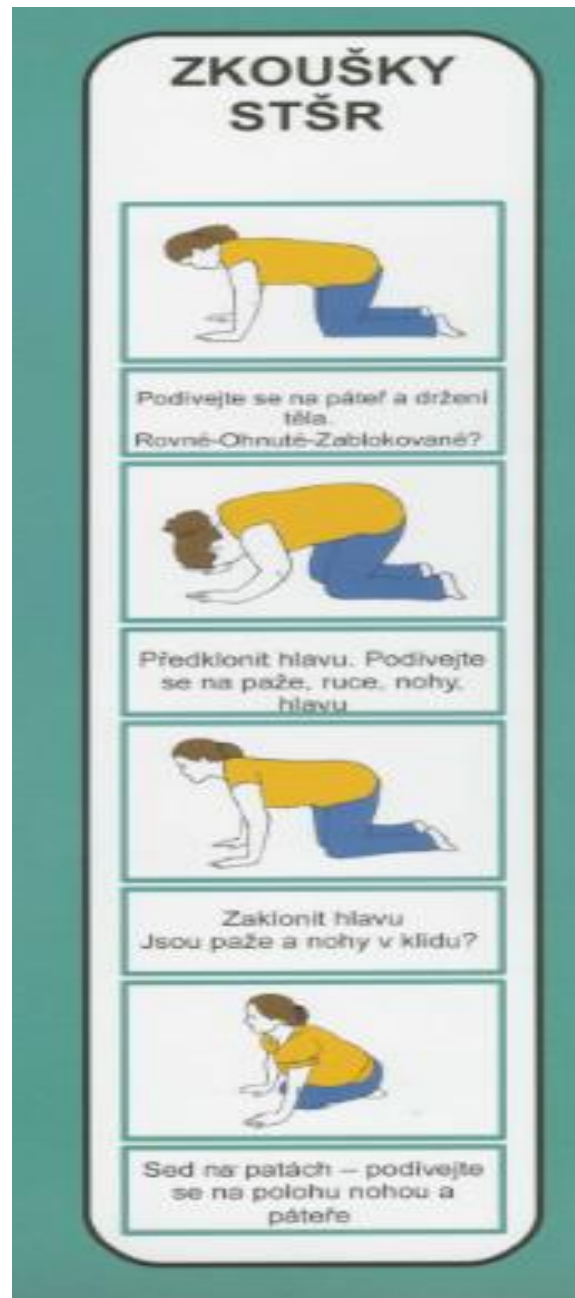 ZKOUŠKY
STŠR
Podívejte se na páteř a držení
těla.
Rovné-Ohnuté-Zablokované?
Předklonit hlavu. Podívejte
se na paže, ruce, nohy,
hlavu
Zaklonit hlavu
Jsou paže a nohy v klidu?
Sed na patách – podívejte
se na polohu nohou a
páteře